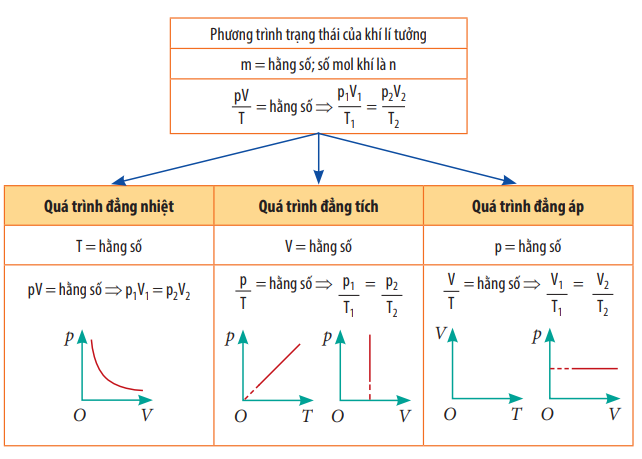 Phương trình trạng thái của khí lí tưởng
m = hằng số; số mol khí là n
pV/T = hằng số ⇒ p₁V₁/T₁ = p₂V₂/T₂
Quá trình đẳng nhiệt
Quá trình đẳng tích
Quá trình đẳng áp
T = hằng số
V = hằng số
p = hằng số
pV = hằng số ⇒ p₁V₁ = p₂V₂
p/T = hằng số ⇒ p₁/T₁ = p₂/T₂
V/T = hằng số ⇒ V₁/T₁ = V₂/T₂
p
O
V
p
O
T
p
O
V
V
O
T
p
O
V